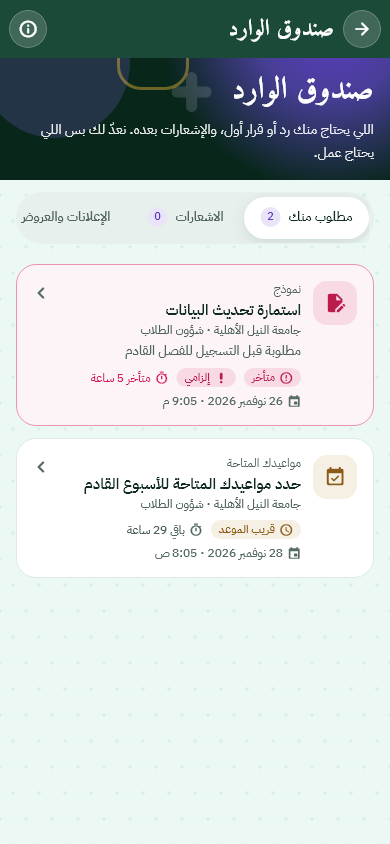 صندوق الوارد
صندوق الوارد
اللي يحتاج منك رد أو قرار أول، والإشعارات بعده. نعدّ لك بس اللي
يحتاج عمل.
مطلوب منك 2
الاشعارات 0
الإعلانات والعروض
نموذج
استمارة تحديث البيانات
جامعة النيل الأهلية · شؤون الطلاب
مطلوبة قبل التسجيل للفصل القادم
متأخر إلزامي متأخر 5 ساعة
26 نوفمبر 2026 · 9:05 م
مواعيدك المتاحة
حدد مواعيدك المتاحة للأسبوع القادم
جامعة النيل الأهلية · شؤون الطلاب
قريب الموعد باقي 29 ساعة
28 نوفمبر 2026 · 8:05 ص